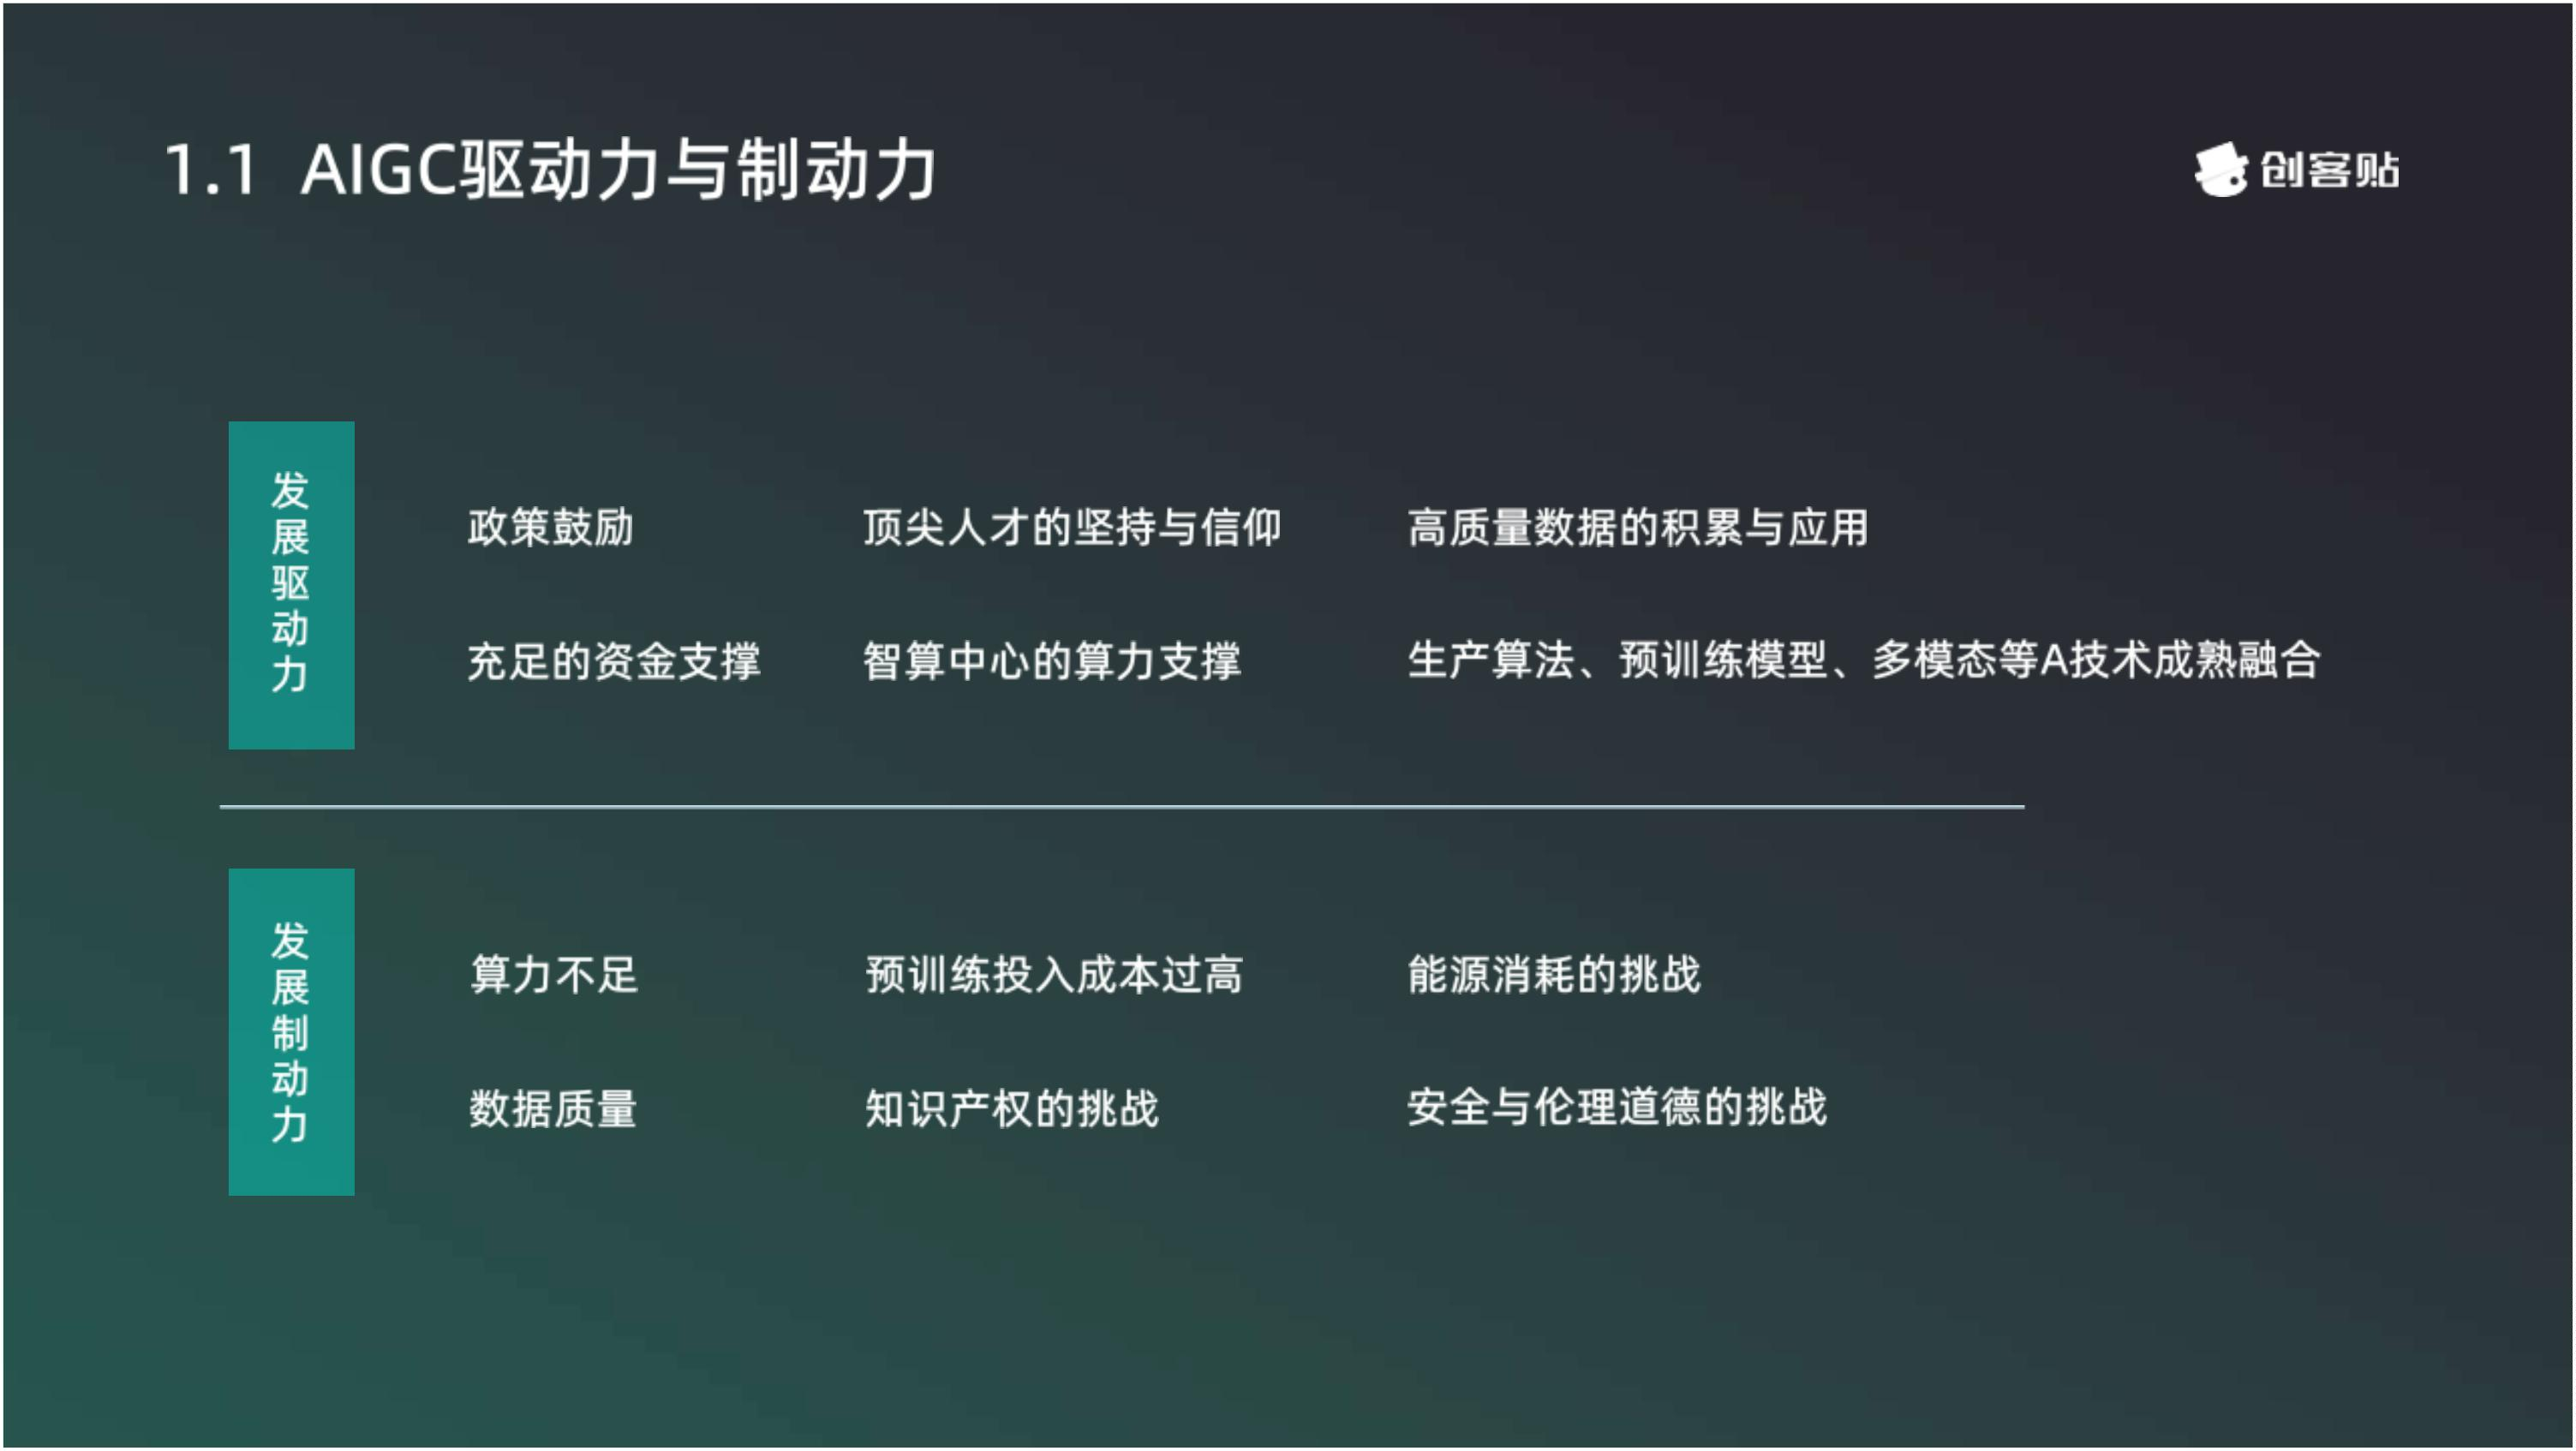 1.1 AIGC驱动力与制动力
创客贴
发展驱动力
政策鼓励
顶尖人才的坚持与信仰
高质量数据的积累与应用
充足的资金支撑
智算中心的算力支撑
生产算法、预训练模型、多模态等A技术成熟融合
发展制动力
算力不足
预训练投入成本过高
能源消耗的挑战
数据质量
知识产权的挑战
安全与伦理道德的挑战